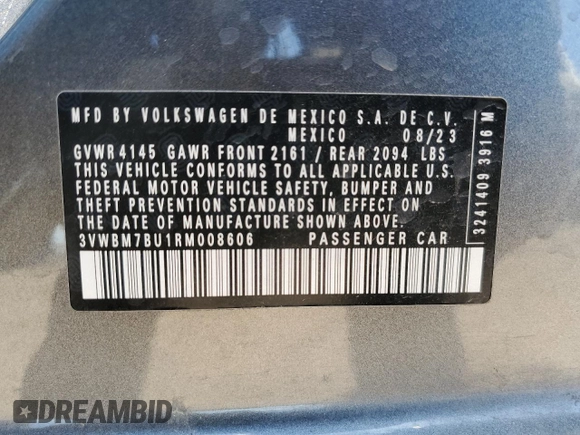 MFD BY VOLKSWAGEN DE MEXICO S.A. DE C.V.
MEXICO 08/23
GVWR 4145 GAWR FRONT 2161 / REAR 2094 LBS
THIS VEHICLE CONFORMS TO ALL APPLICABLE U.S.
FEDERAL MOTOR VEHICLE SAFETY, BUMPER AND
THEFT PREVENTION STANDARDS IN EFFECT ON
THE DATE OF MANUFACTURE SHOWN ABOVE.
3VWBM7BU1RM008606 PASSENGER CAR
3241409 3916 M
DREAMBID